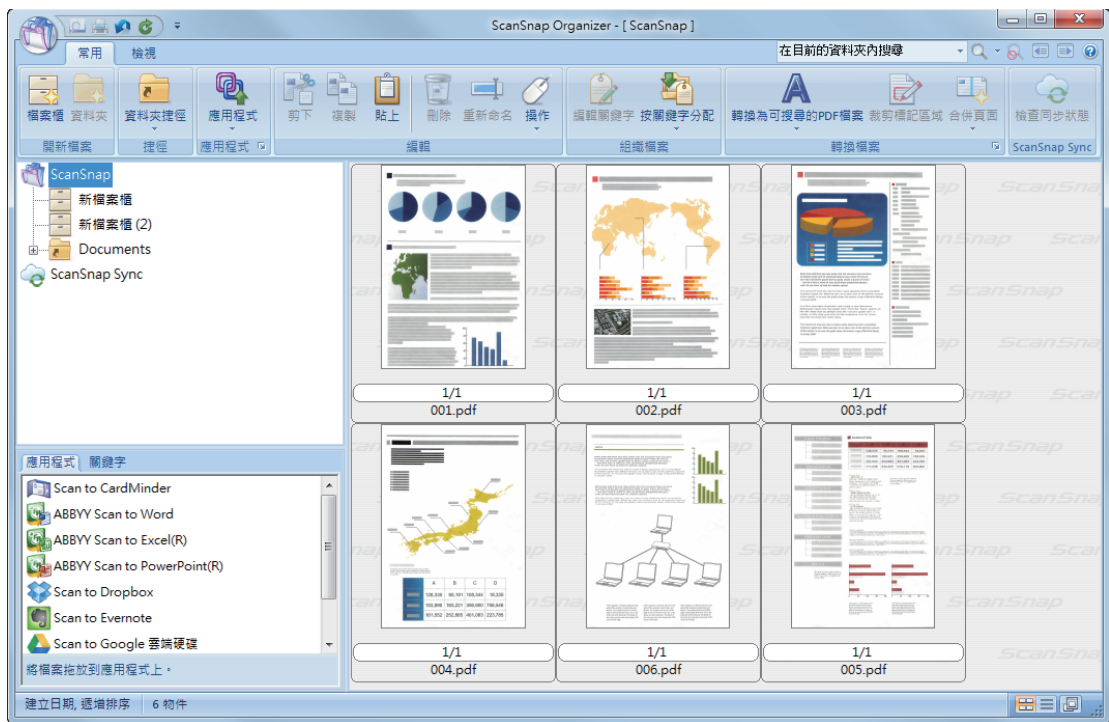 ScanSnap Organizer - [ ScanSnap ]
常用 檢視
在目前的資料夾內搜尋
檔案櫃 資料夾 資料夾捷徑 應用程式 剪下 複製 貼上 刪除 重新命名 操作 編輯關鍵字 按關鍵字分配 轉換為可搜尋的PDF檔案 裁剪標記區域 合併頁面 檢查同步狀態
開新檔案 捷徑 應用程式 編輯 組織檔案 轉換檔案 ScanSnap Sync
ScanSnap
新檔案櫃
新檔案櫃 (2)
Documents
ScanSnap Sync
1/1 1/1 1/1
001.pdf 002.pdf 003.pdf
1/1 1/1 1/1
004.pdf 006.pdf 005.pdf
應用程式 關鍵字
Scan to CardMinder
ABBYY Scan to Word
ABBYY Scan to Excel(R)
ABBYY Scan to PowerPoint(R)
Scan to Dropbox
Scan to Evernote
Scan to Google 雲端硬碟
將檔案拖放到應用程式上。
建立日期, 遞增排序 6 物件